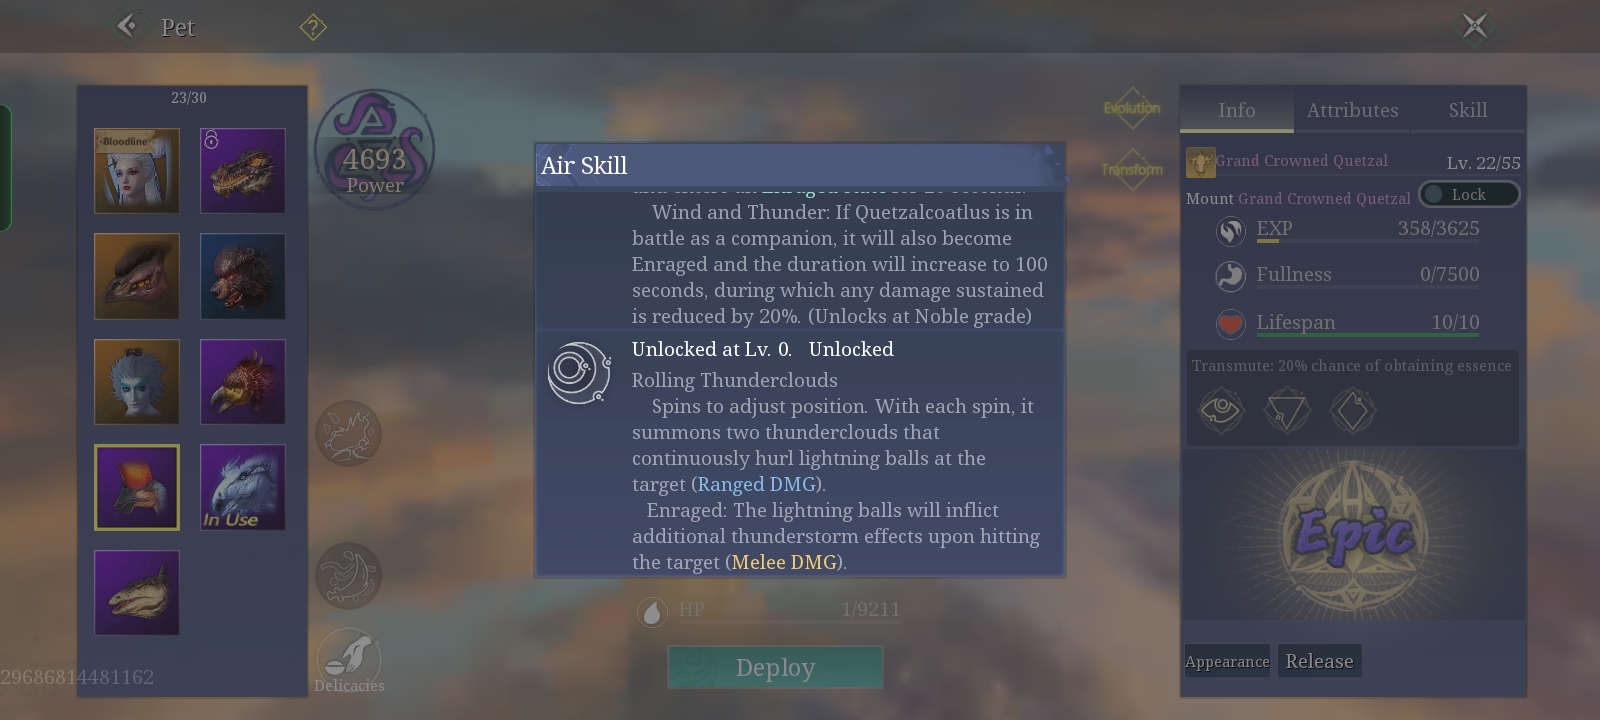 Pet
?
23/30
Bloodline
4693
Power
In Use
29686814481162
Delicacies
Air Skill
Wind and Thunder: If Quetzalcoatlus is in
battle as a companion, it will also become
Enraged and the duration will increase to 100
seconds, during which any damage sustained
is reduced by 20%. (Unlocks at Noble grade)
Unlocked at Lv. 0. Unlocked
Rolling Thunderclouds
Spins to adjust position. With each spin, it
summons two thunderclouds that
continuously hurl lightning balls at the
target (Ranged DMG).
Enraged: The lightning balls will inflict
additional thunderstorm effects upon hitting
the target (Melee DMG).
HP 1/9211
Deploy
Evolution
Transform
Info Attributes Skill
Grand Crowned Quetzal Lv. 22/55
Mount Grand Crowned Quetzal Lock
EXP 358/3625
Fullness 0/7500
Lifespan 10/10
Transmute: 20% chance of obtaining essence
Epic
Appearance Release